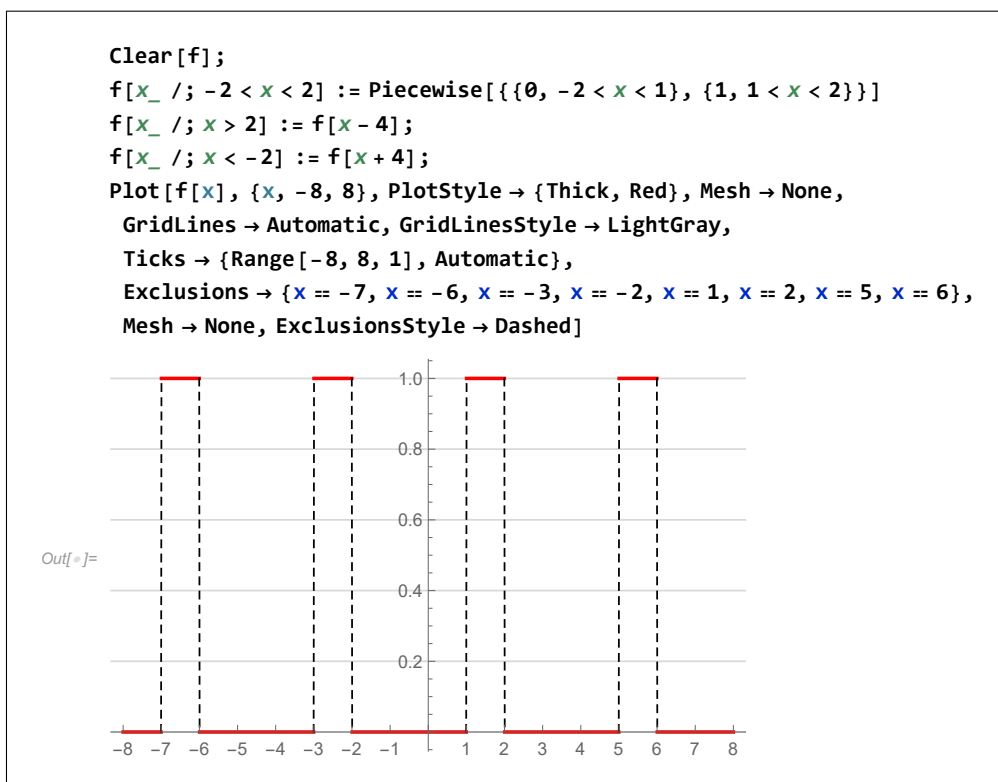 Clear[f];
f[x_ /; -2 < x < 2] := Piecewise[{{0, -2 < x < 1}, {1, 1 < x < 2}}]
f[x_ /; x > 2] := f[x - 4];
f[x_ /; x < -2] := f[x + 4];
Plot[f[x], {x, -8, 8}, PlotStyle → {Thick, Red}, Mesh → None,
GridLines → Automatic, GridLinesStyle → LightGray,
Ticks → {Range[-8, 8, 1], Automatic},
Exclusions → {x == -7, x == -6, x == -3, x == -2, x == 1, x == 2, x == 5, x == 6},
Mesh → None, ExclusionsStyle → Dashed]
1.0
0.8
0.6
Out[•]=
0.4
0.2
-8 -7 -6 -5 -4 -3 -2 -1 1 2 3 4 5 6 7 8